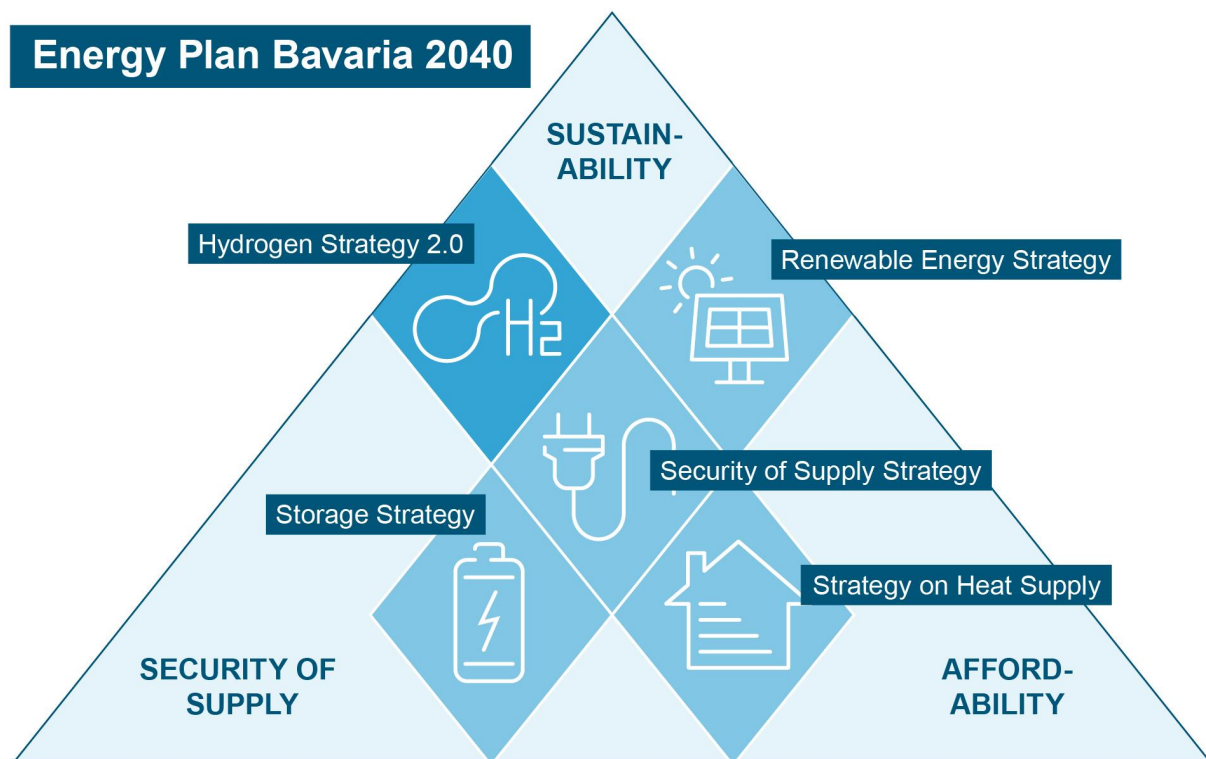 Energy Plan Bavaria 2040
SUSTAIN-
ABILITY
Hydrogen Strategy 2.0
Renewable Energy Strategy
H2
Security of Supply Strategy
Storage Strategy
Strategy on Heat Supply
SECURITY OF
SUPPLY
AFFORD-
ABILITY